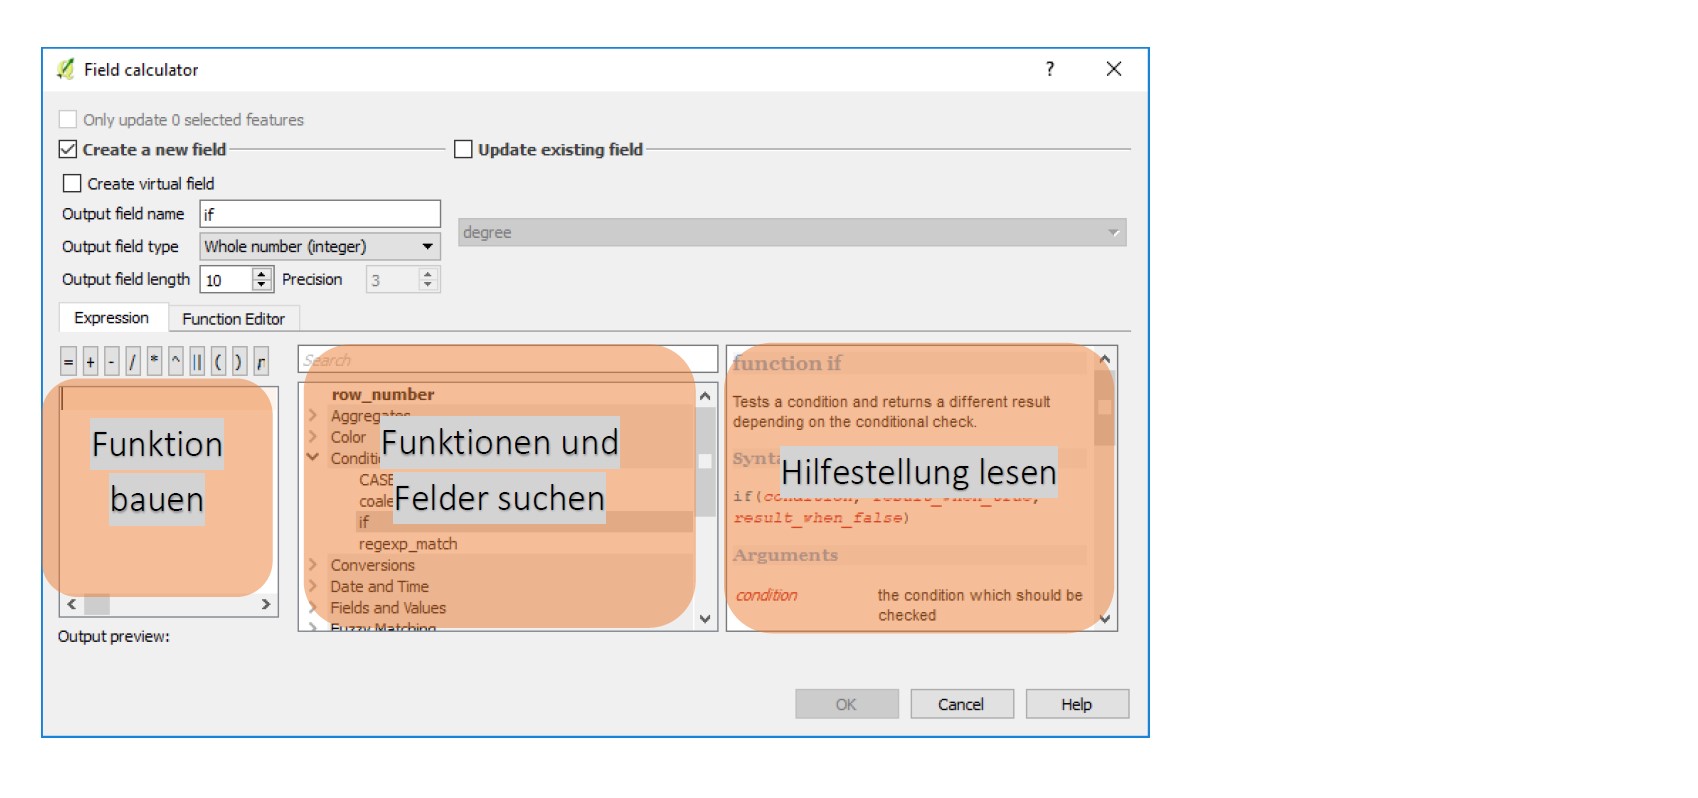 Field calculator
Only update 0 selected features
Create a new field
Update existing field
Create virtual field
Output field name if
degree
Output field type Whole number (integer)
Output field length 10 Precision 3
Expression Function Editor
= + - / * ^ || ( )
Search
row_number
Aggregates
Color
CASE
if
regexp_match
Conversions
Date and Time
Fields and Values
Fuzzy Matching
Funktion
bauen
Funktionen und
Felder suchen
function if
Tests a condition and returns a different result
depending on the conditional check.
Hilfestellung lesen
if(condition, result_when_true,
result_when_false)
Arguments
condition the condition which should be
checked
Output preview:
OK Cancel Help